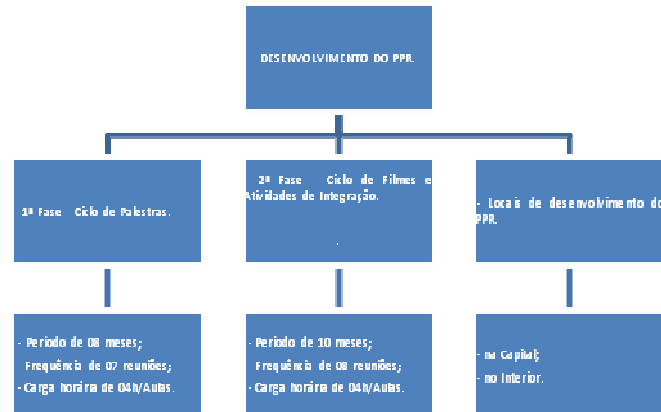 DESENVOLVIMENTO DO PPR.
1ª Fase Ciclo de Palestras.
2ª Fase Ciclo de Filmes e
Atividades de Integração.
.
- Locais de desenvolvimento do
PPR.
- Período de 08 meses;
Frequência de 07 reuniões;
- Carga horária de 04h/Aulas.
- Período de 10 meses;
Frequência de 08 reuniões;
- Carga horária de 04h/Aulas.
- na Capital;
- no Interior.